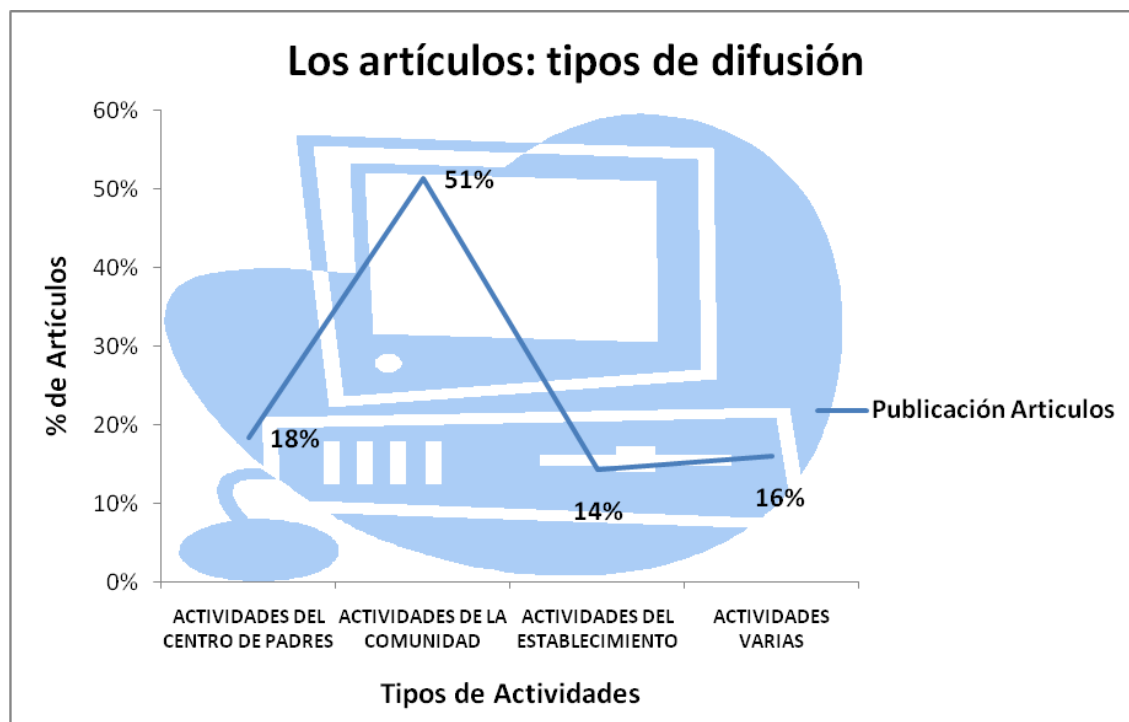 Los artículos: tipos de difusión
60%
50%
40%
30%
20%
10%
0%
% de Artículos
51%
18%
14%
16%
Publicación Articulos
ACTIVIDADES DEL
CENTRO DE PADRES
ACTIVIDADES DE LA
COMUNIDAD
ACTIVIDADES DEL
ESTABLECIMIENTO
ACTIVIDADES
VARIAS
Tipos de Actividades